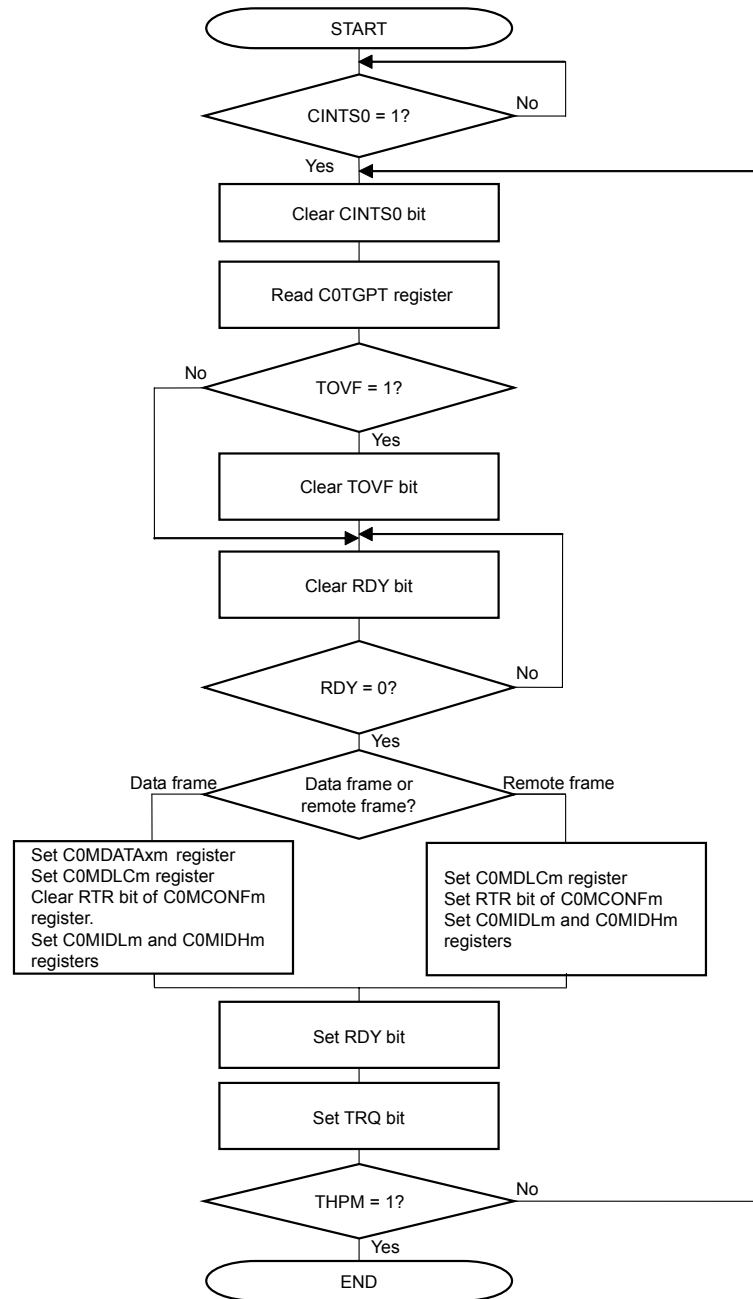 START
CINTS0 = 1?
No
Yes
Clear CINTS0 bit
Read C0TGPT register
No
TOVF = 1?
Yes
Clear TOVF bit
Clear RDY bit
RDY = 0?
No
Yes
Data frame
Data frame or
remote frame?
Remote frame
Set C0MDATAxm register
Set C0MDLCm register
Clear RTR bit of C0MCONFm
register.
Set C0MIDLm and C0MIDHm
registers
Set C0MDLCm register
Set RTR bit of C0MCONFm
Set C0MIDLm and C0MIDHm
registers
Set RDY bit
Set TRQ bit
THPM = 1?
No
Yes
END